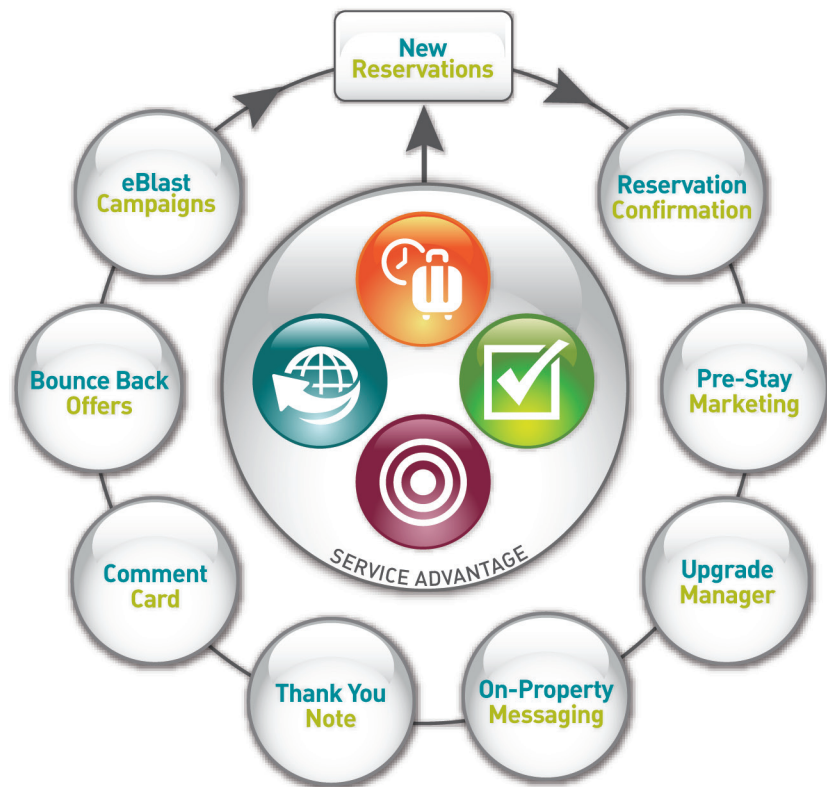 New
Reservations
Reservation
Confirmation
Pre-Stay
Marketing
Upgrade
Manager
On-Property
Messaging
Thank You
Note
Comment
Card
Bounce Back
Offers
eBlast
Campaigns
SERVICE ADVANTAGE